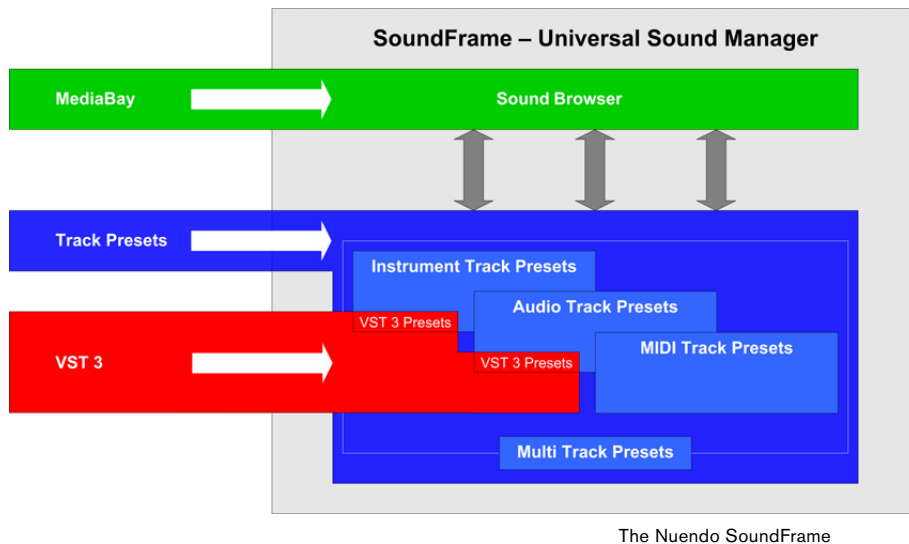 SoundFrame – Universal Sound Manager
MediaBay
Sound Browser
Track Presets
Instrument Track Presets
Audio Track Presets
VST 3 Presets
MIDI Track Presets
VST 3
VST 3 Presets
Multi Track Presets
The Nuendo SoundFrame